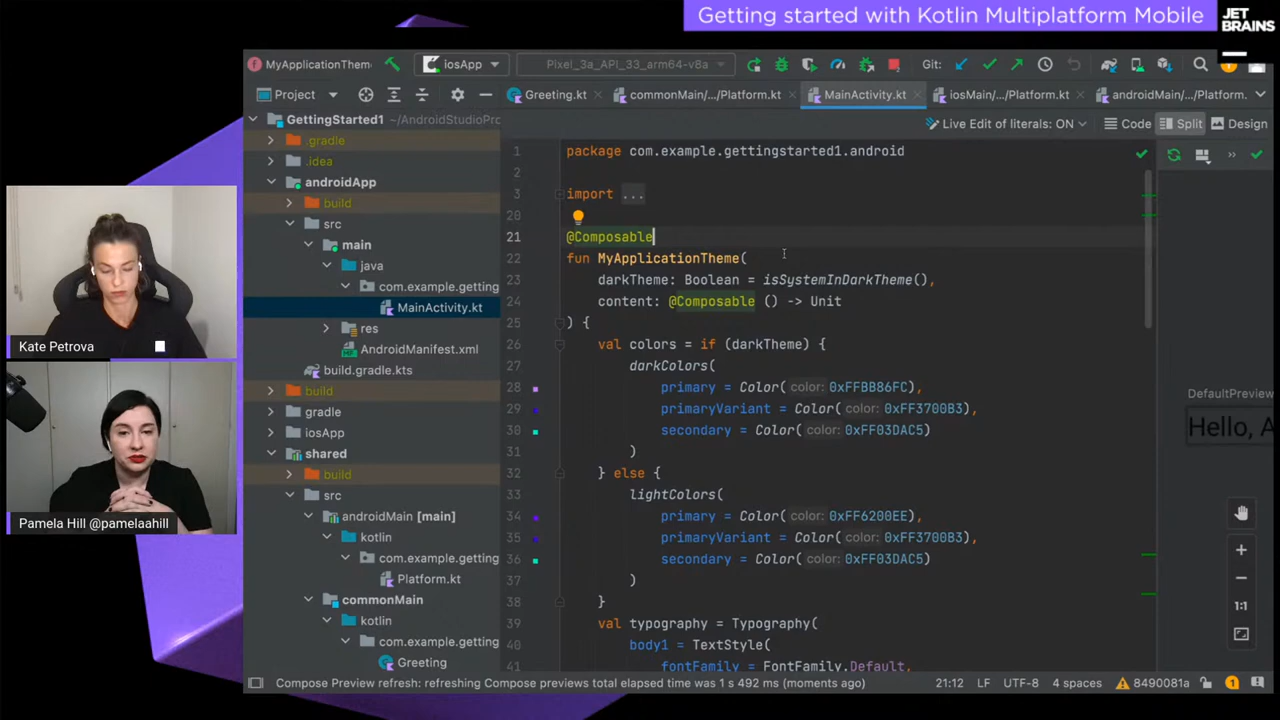 Getting started with Kotlin Multiplatform Mobile
JET
BRAINS
MyApplicationThem
iosApp
Pixel_3a_API_33_arm64-v8a
Git:
Project
Greeting.kt
commonMain/.../Platform.kt
MainActivity.kt
iosMain/.../Platform.kt
androidMain/.../Platform.
GettingStarted1 ~/AndroidStudioPro
.gradle
.idea
androidApp
build
src
main
java
com.example.getting
MainActivity.kt
res
AndroidManifest.xml
build.gradle.kts
build
gradle
iosApp
shared
build
src
androidMain [main]
kotlin
com.example.getting
Platform.kt
commonMain
kotlin
com.example.getting
Greeting
Live Edit of literals: ON
Code
Split
Design
1 package com.example.gettingstarted1.android
2
3 import ...
20
21 @Composable
22 fun MyApplicationTheme(
23 darkTheme: Boolean = isSystemInDarkTheme(),
24 content: @Composable () -> Unit
25 ) {
26 val colors = if (darkTheme) {
27 darkColors(
28 primary = Color( color: 0xFFBB86FC),
29 primaryVariant = Color( color: 0xFF3700B3),
30 secondary = Color( color: 0xFF03DAC5)
31 )
32 } else {
33 lightColors(
34 primary = Color( color: 0xFF6200EE),
35 primaryVariant = Color( color: 0xFF3700B3),
36 secondary = Color( color: 0xFF03DAC5)
37 )
38 }
39 val typography = Typography(
40 body1 = TextStyle(
41 fontFamily = FontFamily.Default,
DefaultPreview
Hello, A
1:1
Compose Preview refresh: refreshing Compose previews total elapsed time was 1 s 492 ms (moments ago)
21:12 LF UTF-8 4 spaces 8490081a
Kate Petrova
Pamela Hill @pamelaahill